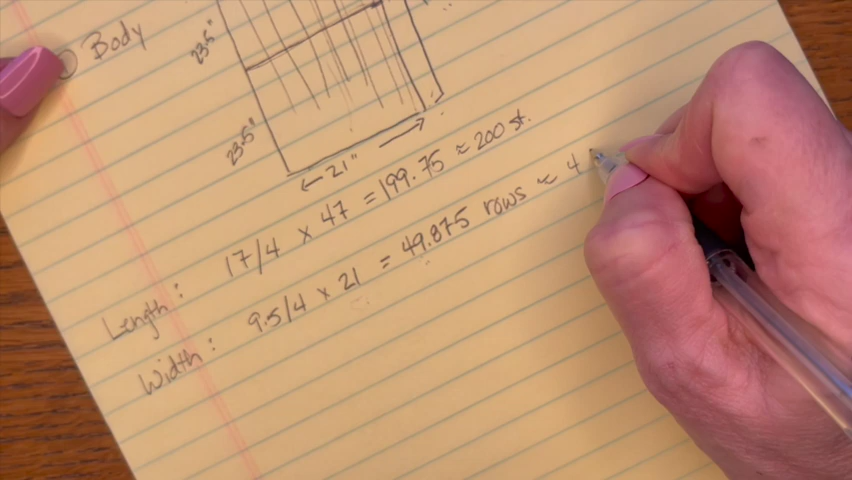 Body
23.5"
23.5"
← 21" →
Length: 17/4 x 47 = 199.75 ≈ 200 st.
Width: 9.5/4 x 21 = 49.875 rows ≈ 4